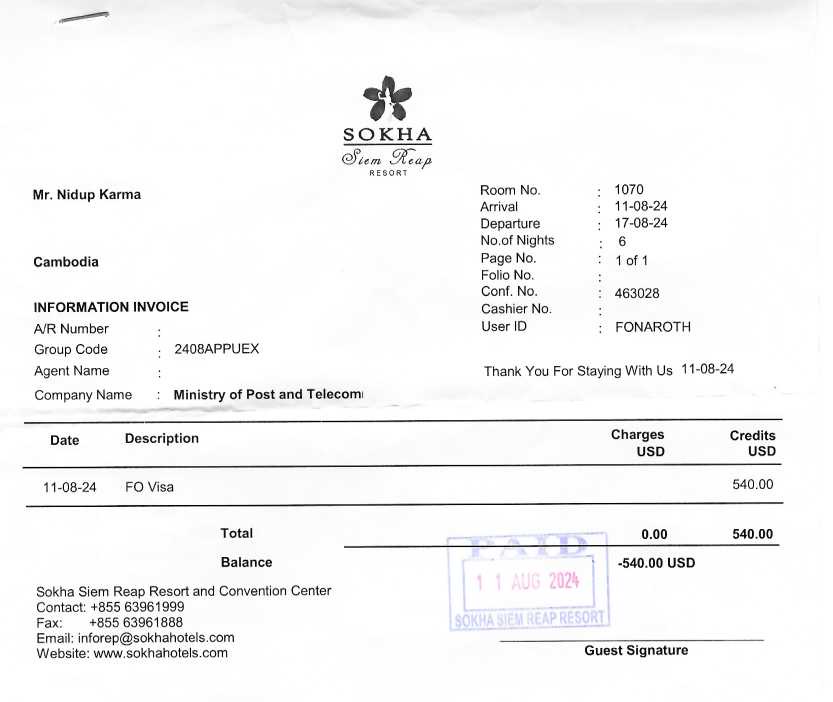 SOKHA
Siem Reap
RESORT
Mr. Nidup Karma
Cambodia
Room No. : 1070
Arrival : 11-08-24
Departure : 17-08-24
No.of Nights : 6
Page No. : 1 of 1
Folio No. :
Conf. No. : 463028
Cashier No. :
User ID : FONAROTH
INFORMATION INVOICE
A/R Number :
Group Code : 2408APPUEX
Agent Name :
Company Name : Ministry of Post and Telecom
Thank You For Staying With Us 11-08-24
Date Description Charges Credits
USD USD
11-08-24 FO Visa 540.00
Total 0.00 540.00
Balance -540.00 USD
PAID
11 AUG 2024
SOKHA SIEM REAP RESORT
Sokha Siem Reap Resort and Convention Center
Contact: +855 63961999
Fax: +855 63961888
Email: inforep@sokhahotels.com
Website: www.sokhahotels.com
Guest Signature